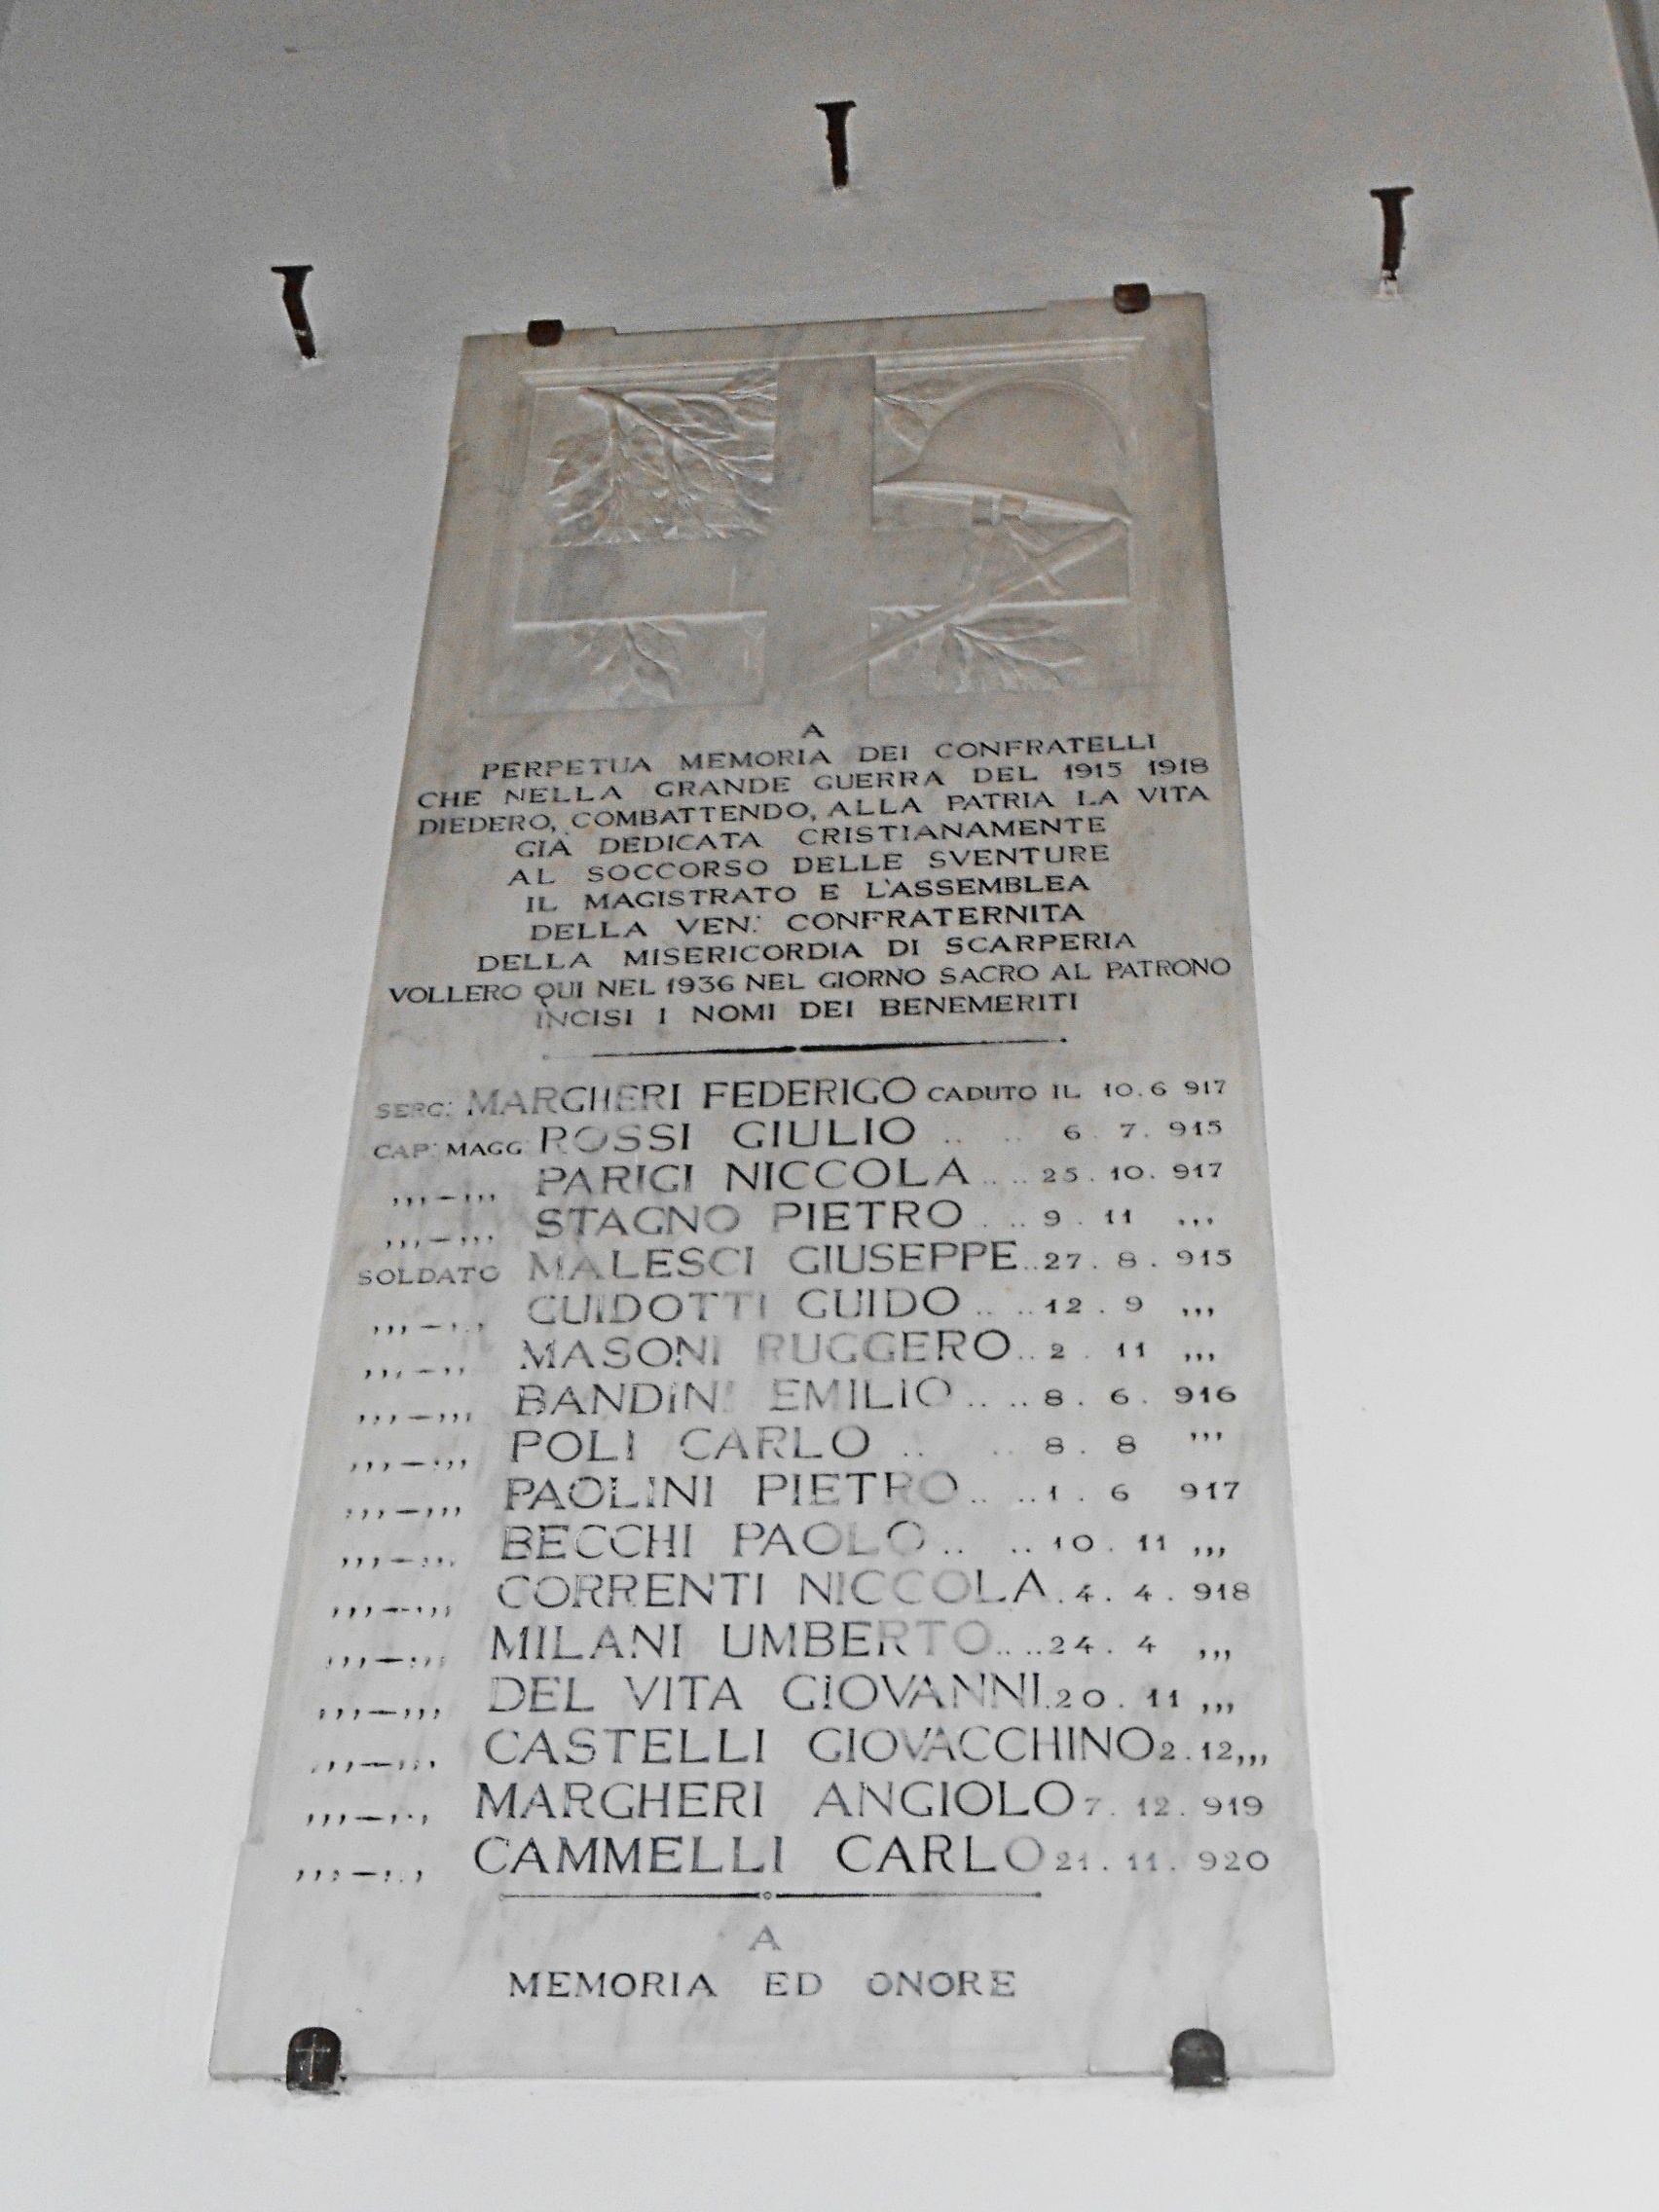 A
PERPETUA MEMORIA DEI CONFRATELLI
CHE NELLA GRANDE GUERRA DEL 1915 1918
DIEDERO, COMBATTENDO, ALLA PATRIA LA VITA
GIÀ DEDICATA CRISTIANAMENTE
AL SOCCORSO DELLE SVENTURE
IL MAGISTRATO E L'ASSEMBLEA
DELLA VEN: CONFRATERNITA
DELLA MISERICORDIA DI SCARPERIA
VOLLERO QUI NEL 1936 NEL GIORNO SACRO AL PATRONO
INCISI I NOMI DEI BENEMERITI
SERG: MARGHERI FEDERIGO CADUTO IL 10.6 917
CAP: MAGG: ROSSI GIULIO .. .. 6 . 7 . 915
,,,–,,, PARIGI NICCOLA .. .. 25 . 10 . 917
,,,–,,, STAGNO PIETRO . .. 9 . 11 ,,,
SOLDATO MALESCI GIUSEPPE .. 27 . 8 . 915
,,,–,,, GUIDOTTI GUIDO .. .. 12 . 9 ,,,
,,,–,,, MASONI RUGGERO .. 2 . 11 ,,,
,,,–,,, BANDINI EMILIO .. .. 8 . 6 . 916
,,,–,,, POLI CARLO .. .. 8 . 8 ,,,
,,,–,,, PAOLINI PIETRO .. .. 1 . 6 917
,,,–,,, BECCHI PAOLO .. .. 10 . 11 ,,,
,,,–,,, CORRENTI NICCOLA . 4 . 4 . 918
,,,–,,, MILANI UMBERTO .. .. 24 . 4 ,,,
,,,–,,, DEL VITA GIOVANNI . 20 . 11 ,,,
,,,–,,, CASTELLI GIOVACCHINO 2 . 12 ,,,
,,,–,,, MARGHERI ANGIOLO 7 . 12 . 919
,,,–,,, CAMMELLI CARLO 21 . 11 . 920
A
MEMORIA ED ONORE